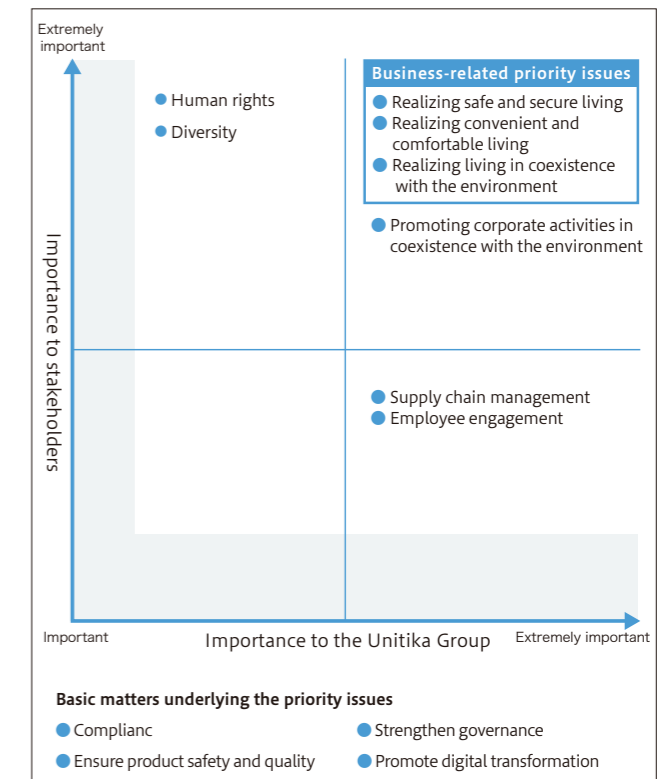 Extremely
important
Business-related priority issues
Human rights
Realizing safe and secure living
Realizing convenient and
Diversity
comfortable living
Realizing living in coexistence
with the environment
Promoting corporate activities in
coexistence with the environment
Importance to stakeholders
Supply chain management
Employee engagement
Important
Importance to the Unitika Group
Extremely important
Basic matters underlying the priority issues
Complianc
Strengthen governance
Ensure product safety and quality
Promote digital transformation